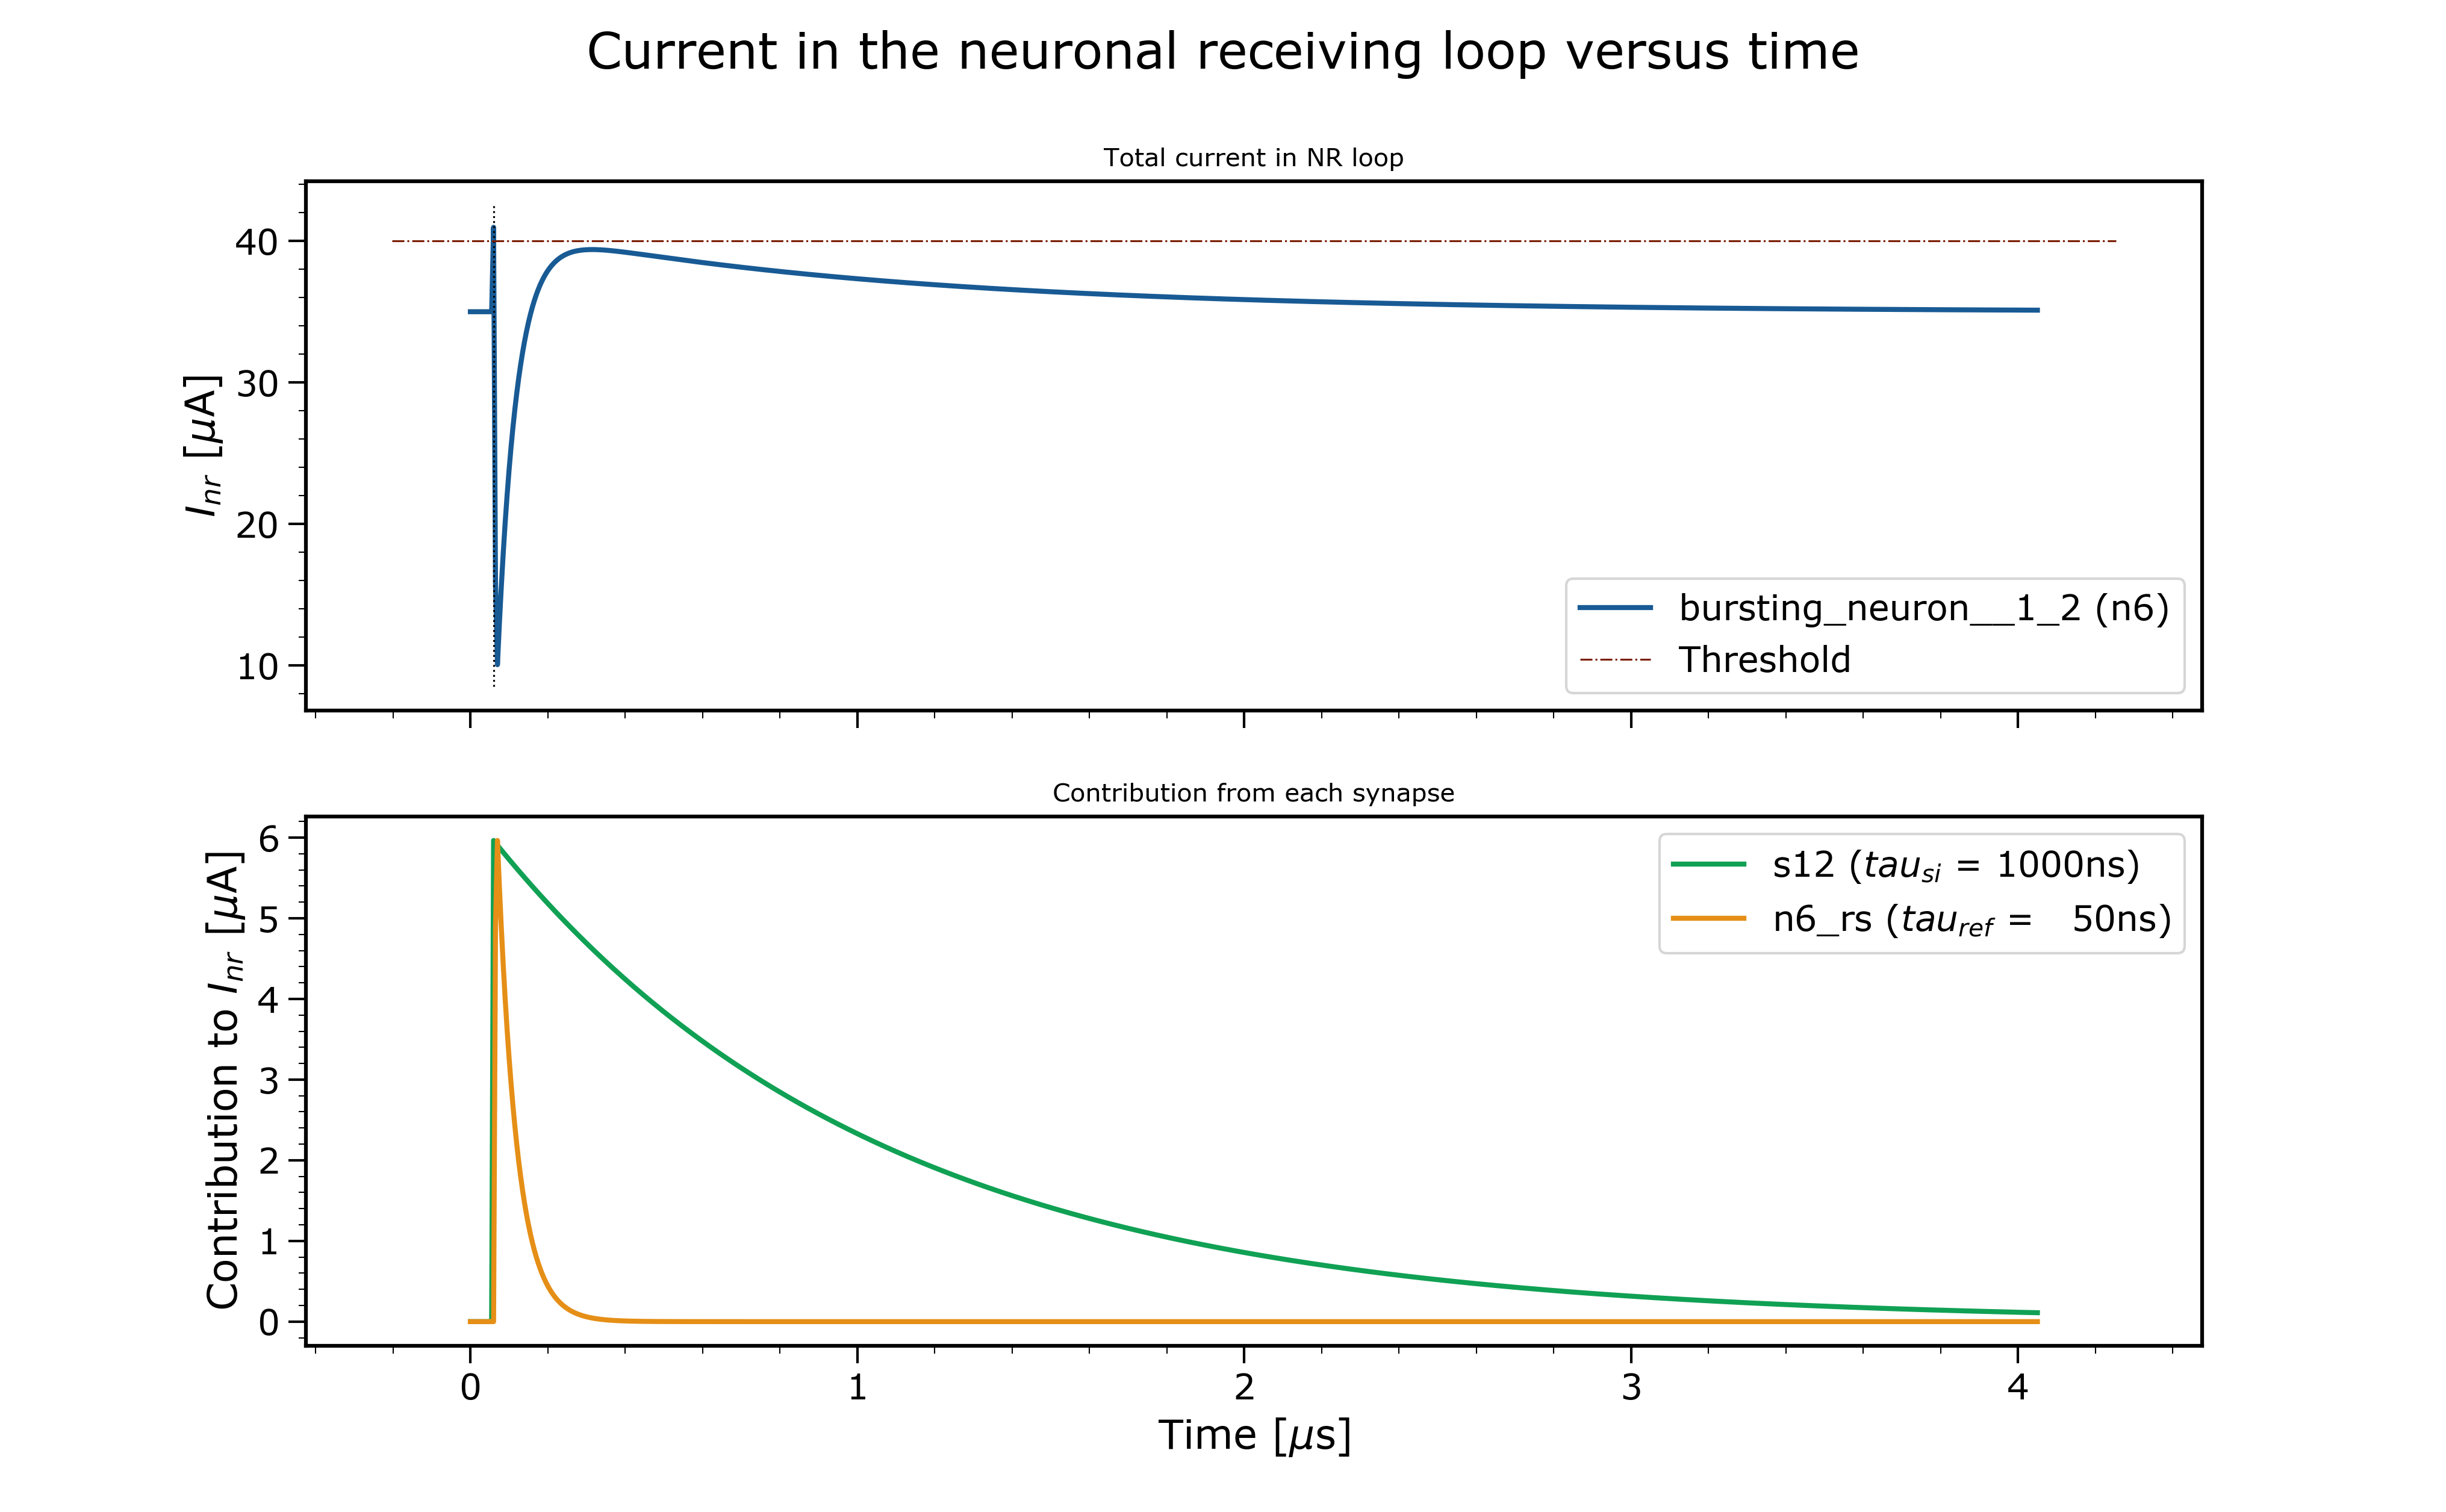 Current in the neuronal receiving loop versus time
Total current in NR loop
I_nr [μA]
40
30
20
10
bursting_neuron__1_2 (n6)
Threshold
Contribution from each synapse
Contribution to I_nr [μA]
6
5
4
3
2
1
0
s12 (tau_si = 1000ns)
n6_rs (tau_ref = 50ns)
0 1 2 3 4
Time [μs]